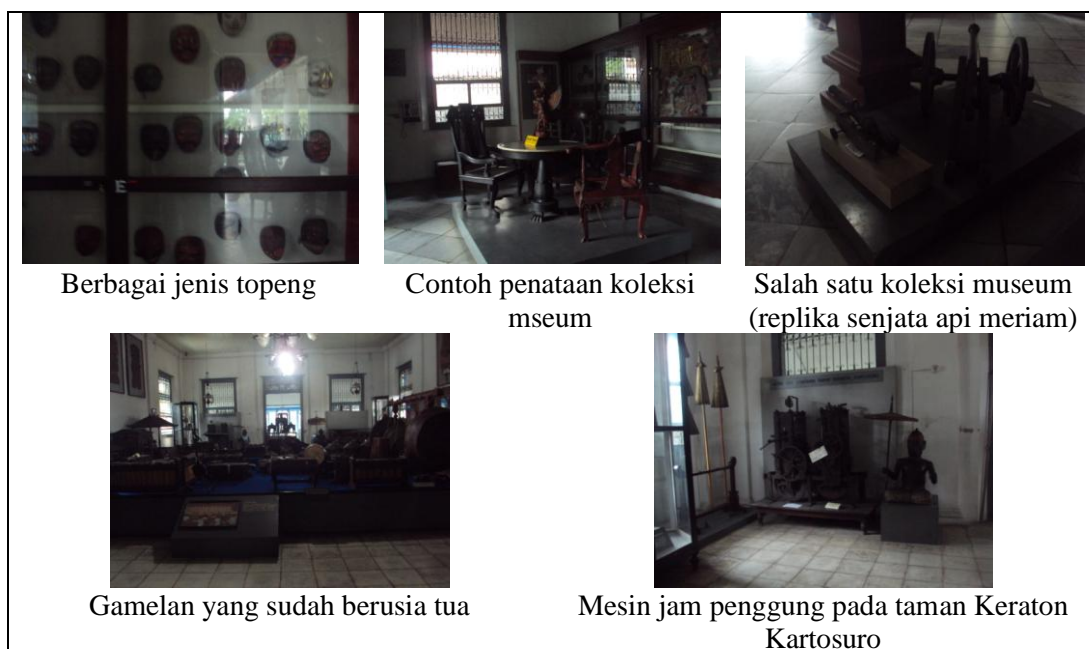 Berbagai jenis topeng
Contoh penataan koleksi
mseum
Salah satu koleksi museum
(replika senjata api meriam)
Gamelan yang sudah berusia tua
Mesin jam penggung pada taman Keraton
Kartosuro